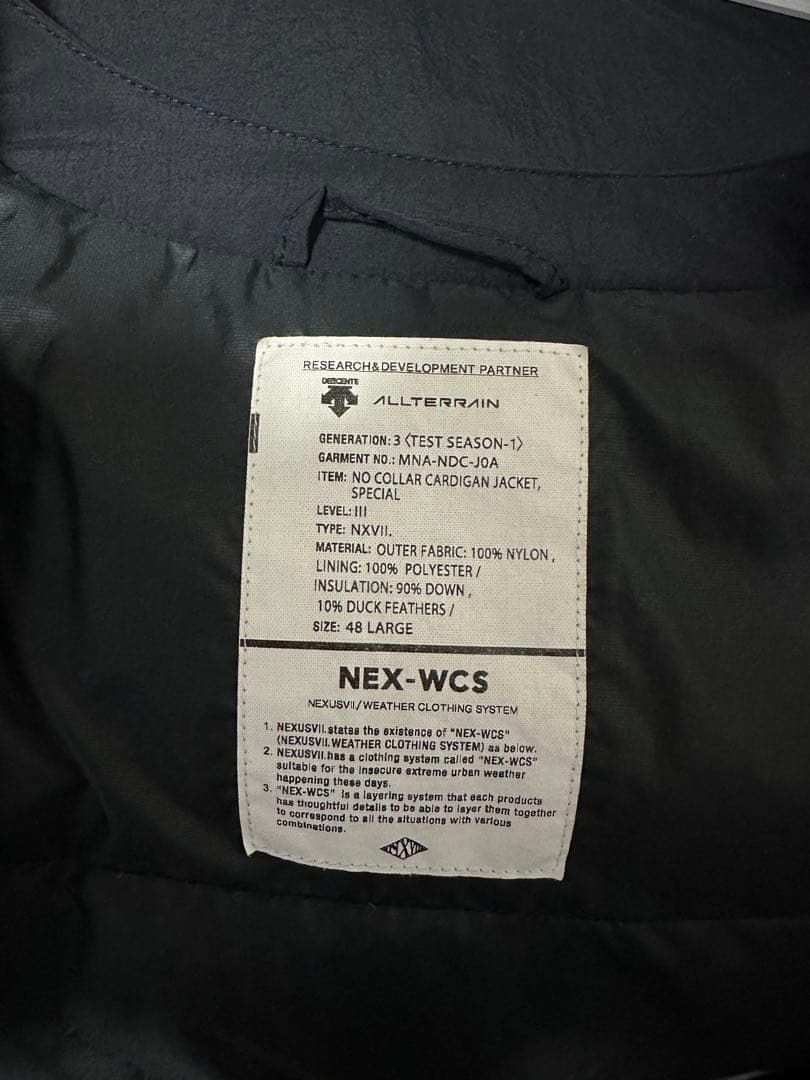 RESEARCH&DEVELOPMENT PARTNER
DESCENTE
ALLTERRAIN
GENERATION: 3 〈TEST SEASON-1〉
GARMENT NO.: MNA-NDC-J0A
ITEM: NO COLLAR CARDIGAN JACKET,
SPECIAL
LEVEL: III
TYPE: NXVII.
MATERIAL: OUTER FABRIC: 100% NYLON ,
LINING: 100% POLYESTER /
INSULATION: 90% DOWN ,
10% DUCK FEATHERS /
SIZE: 48 LARGE
NEX-WCS
NEXUSVII/WEATHER CLOTHING SYSTEM
1. NEXUSVII.states the existence of "NEX-WCS"
(NEXUSVII.WEATHER CLOTHING SYSTEM) as below.
2. NEXUSVII.has a clothing system called "NEX-WCS"
suitable for the insecure extreme urban weather
happening these days.
3. "NEX-WCS" is a layering system that each products
has thoughtful details to be able to layer them together
to correspond to all the situations with various
combinations.
NXVII